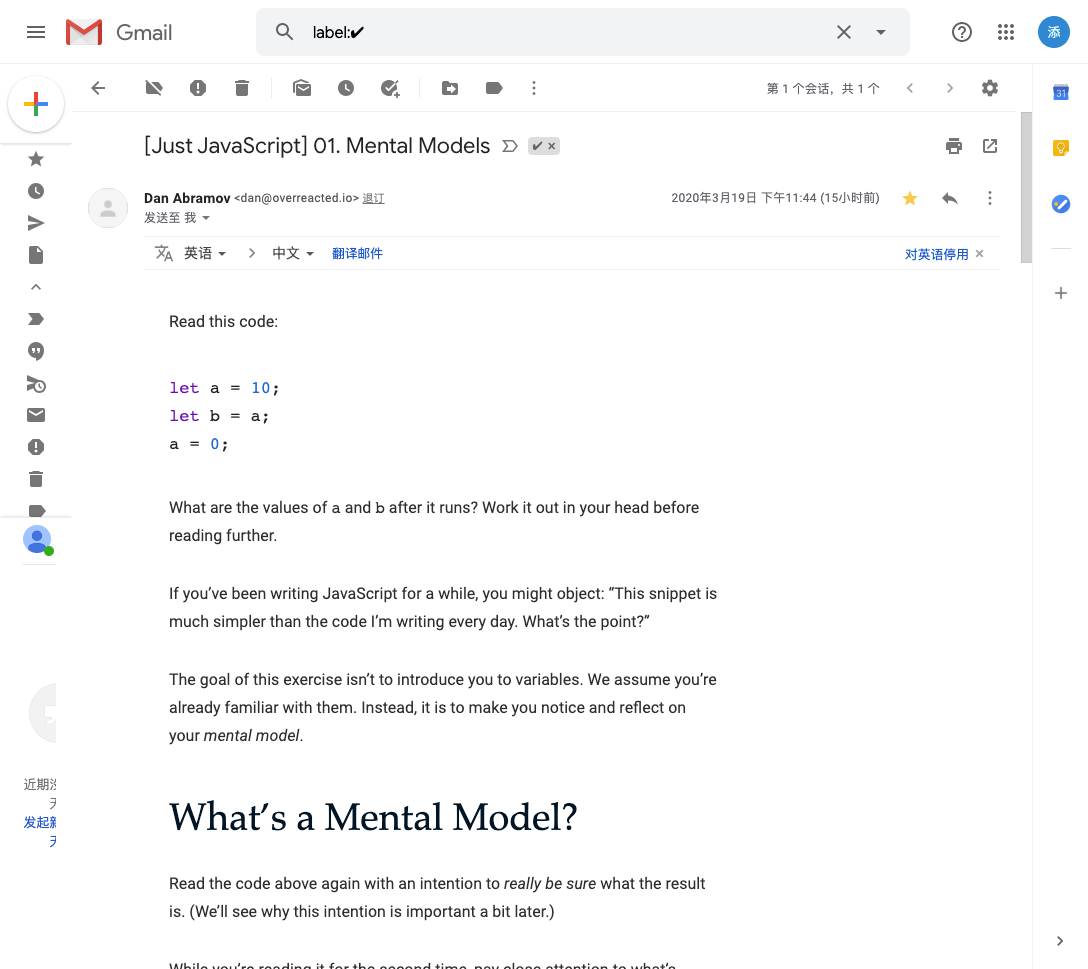 Gmail
label:✔
添
第 1 个会话，共 1 个
31
[Just JavaScript] 01. Mental Models
✔ ×
Dan Abramov <dan@overreacted.io> 退订
2020年3月19日 下午11:44 (15小时前)
发送至 我
英语 > 中文 翻译邮件
对英语停用 ×
Read this code:
let a = 10;
let b = a;
a = 0;
What are the values of a and b after it runs? Work it out in your head before
reading further.
If you’ve been writing JavaScript for a while, you might object: “This snippet is
much simpler than the code I’m writing every day. What’s the point?”
The goal of this exercise isn’t to introduce you to variables. We assume you’re
already familiar with them. Instead, it is to make you notice and reflect on
your mental model.
What’s a Mental Model?
Read the code above again with an intention to really be sure what the result
is. (We’ll see why this intention is important a bit later.)
While you’re reading it for the second time, pay close attention to what’s
近期
天
发起新
天